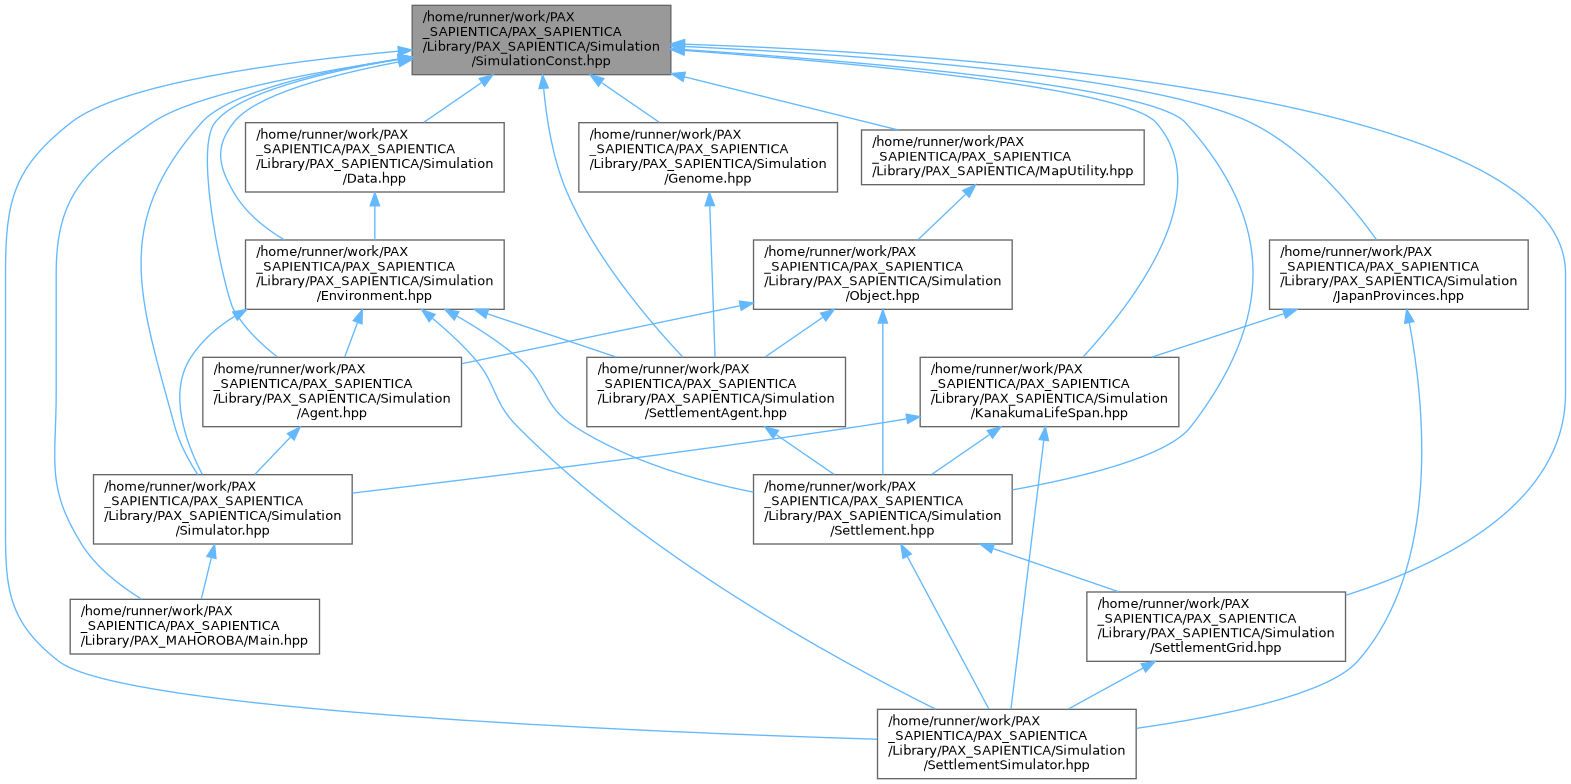 /home/runner/work/PAX
_SAPIENTICA/PAX_SAPIENTICA
/Library/PAX_SAPIENTICA/Simulation
/SimulationConst.hpp
/home/runner/work/PAX
_SAPIENTICA/PAX_SAPIENTICA
/Library/PAX_SAPIENTICA/Simulation
/Data.hpp
/home/runner/work/PAX
_SAPIENTICA/PAX_SAPIENTICA
/Library/PAX_SAPIENTICA/Simulation
/Genome.hpp
/home/runner/work/PAX
_SAPIENTICA/PAX_SAPIENTICA
/Library/PAX_SAPIENTICA/MapUtility.hpp
/home/runner/work/PAX
_SAPIENTICA/PAX_SAPIENTICA
/Library/PAX_SAPIENTICA/Simulation
/Environment.hpp
/home/runner/work/PAX
_SAPIENTICA/PAX_SAPIENTICA
/Library/PAX_SAPIENTICA/Simulation
/Object.hpp
/home/runner/work/PAX
_SAPIENTICA/PAX_SAPIENTICA
/Library/PAX_SAPIENTICA/Simulation
/JapanProvinces.hpp
/home/runner/work/PAX
_SAPIENTICA/PAX_SAPIENTICA
/Library/PAX_SAPIENTICA/Simulation
/Agent.hpp
/home/runner/work/PAX
_SAPIENTICA/PAX_SAPIENTICA
/Library/PAX_SAPIENTICA/Simulation
/SettlementAgent.hpp
/home/runner/work/PAX
_SAPIENTICA/PAX_SAPIENTICA
/Library/PAX_SAPIENTICA/Simulation
/KanakumaLifeSpan.hpp
/home/runner/work/PAX
_SAPIENTICA/PAX_SAPIENTICA
/Library/PAX_SAPIENTICA/Simulation
/Simulator.hpp
/home/runner/work/PAX
_SAPIENTICA/PAX_SAPIENTICA
/Library/PAX_SAPIENTICA/Simulation
/Settlement.hpp
/home/runner/work/PAX
_SAPIENTICA/PAX_SAPIENTICA
/Library/PAX_MAHOROBA/Main.hpp
/home/runner/work/PAX
_SAPIENTICA/PAX_SAPIENTICA
/Library/PAX_SAPIENTICA/Simulation
/SettlementGrid.hpp
/home/runner/work/PAX
_SAPIENTICA/PAX_SAPIENTICA
/Library/PAX_SAPIENTICA/Simulation
/SettlementSimulator.hpp